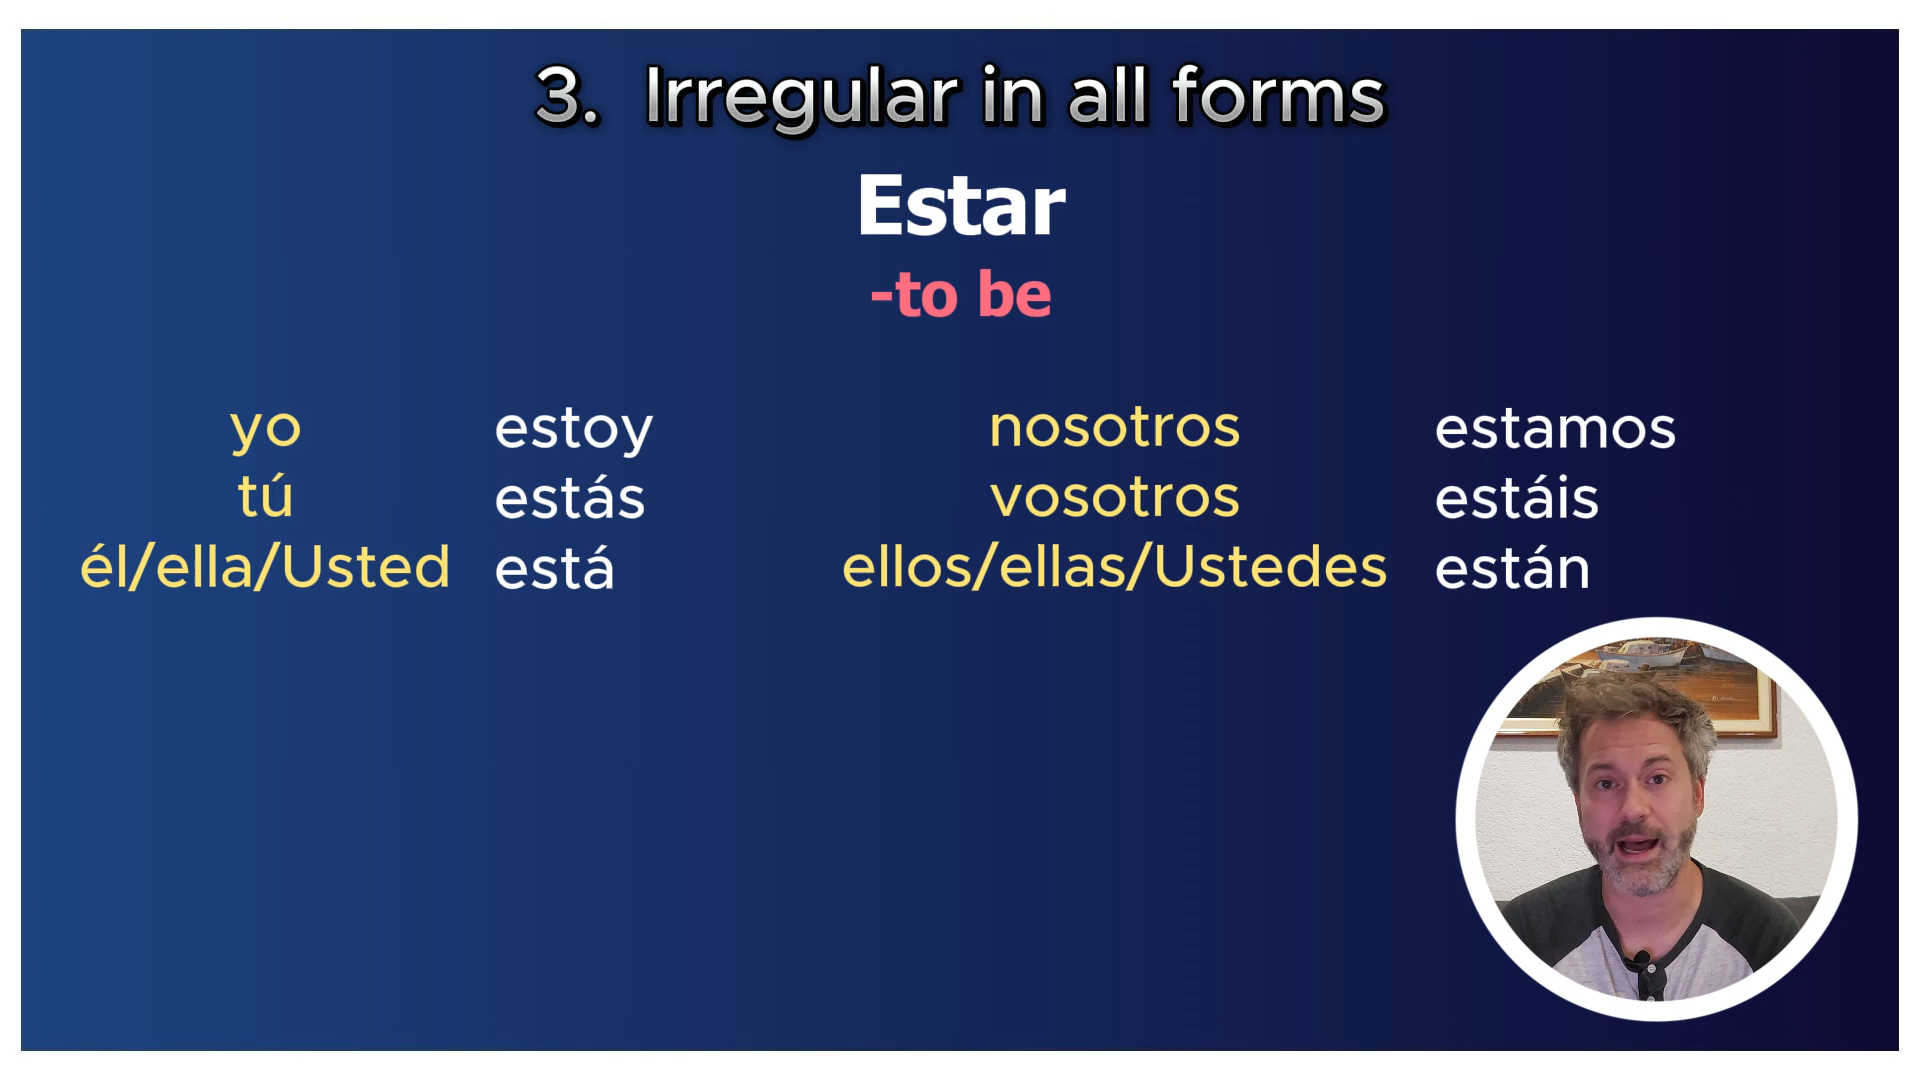 3. Irregular in all forms
Estar
-to be
yo estoy
tú estás
él/ella/Usted está
nosotros estamos
vosotros estáis
ellos/ellas/Ustedes están